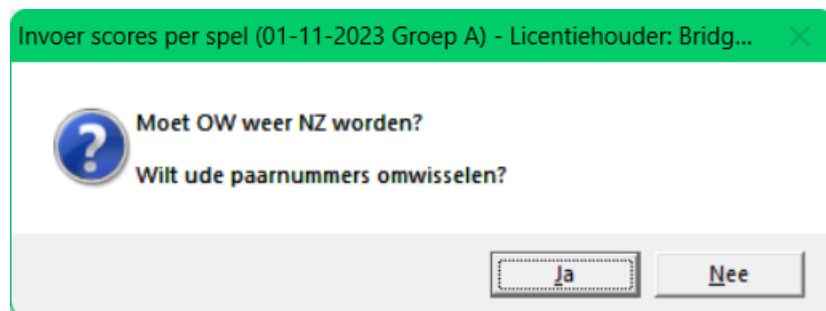 Invoer scores per spel (01-11-2023 Groep A) - Licentiehouder: Bridg...
Moet OW weer NZ worden?
Wilt ude paarnummers omwisselen?
Ja
Nee